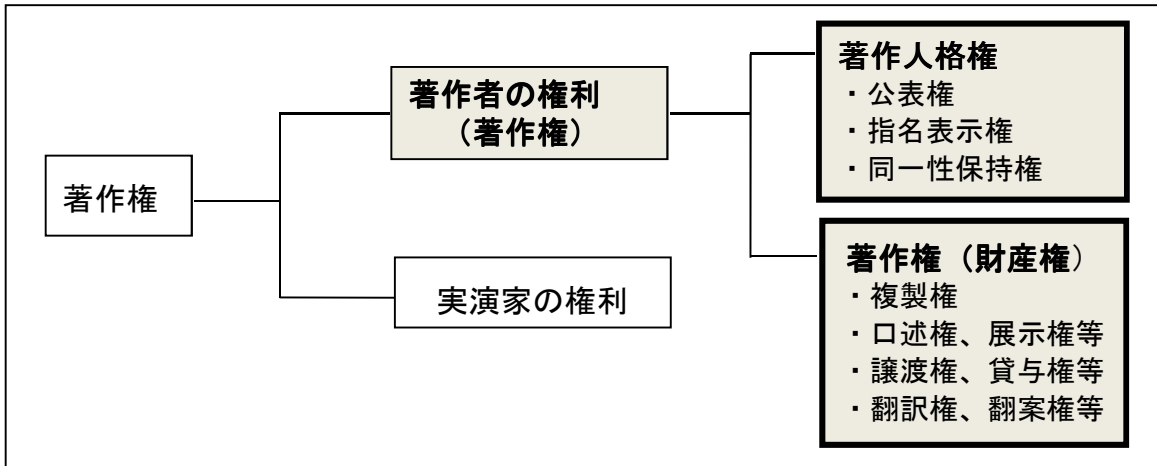 著作権
著作者の権利
（著作権）
実演家の権利
著作人格権
・公表権
・指名表示権
・同一性保持権
著作権（財産権）
・複製権
・口述権、展示権等
・譲渡権、貸与権等
・翻訳権、翻案権等